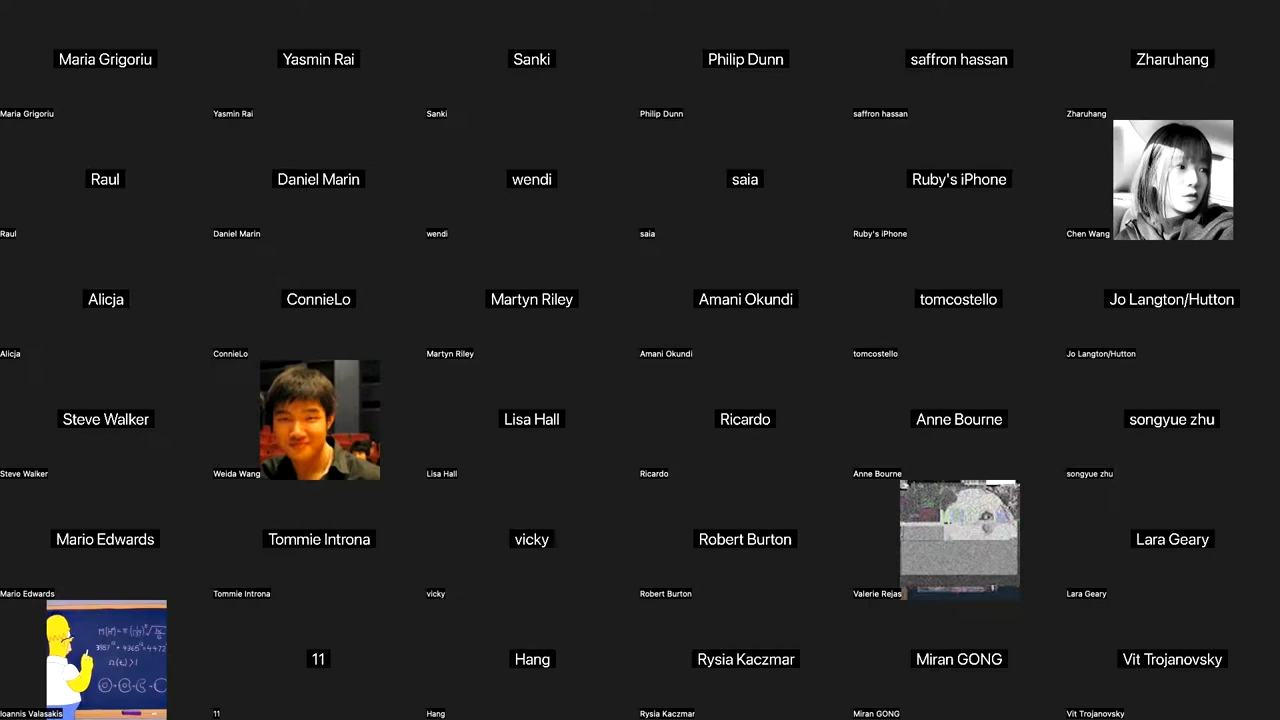 Maria Grigoriu
Yasmin Rai
Sanki
Philip Dunn
saffron hassan
Zharuhang
Maria Grigoriu
Yasmin Rai
Sanki
Philip Dunn
saffron hassan
Zharuhang
Raul
Daniel Marin
wendi
saia
Ruby's iPhone
Raul
Daniel Marin
wendi
saia
Ruby's iPhone
Chen Wang
Alicja
ConnieLo
Martyn Riley
Amani Okundi
tomcostello
Jo Langton/Hutton
Alicja
ConnieLo
Martyn Riley
Amani Okundi
tomcostello
Jo Langton/Hutton
Steve Walker
Lisa Hall
Ricardo
Anne Bourne
songyue zhu
Steve Walker
Weida Wang
Lisa Hall
Ricardo
Anne Bourne
songyue zhu
Mario Edwards
Tommie Introna
vicky
Robert Burton
Lara Geary
Mario Edwards
Tommie Introna
vicky
Robert Burton
Valerie Rejas
Lara Geary
3987¹² + 4365¹² = 4472
Ω(t₀) > 1
11
Hang
Rysia Kaczmar
Miran GONG
Vit Trojanovsky
Ioannis Valasakis
11
Hang
Rysia Kaczmar
Miran GONG
Vit Trojanovsky